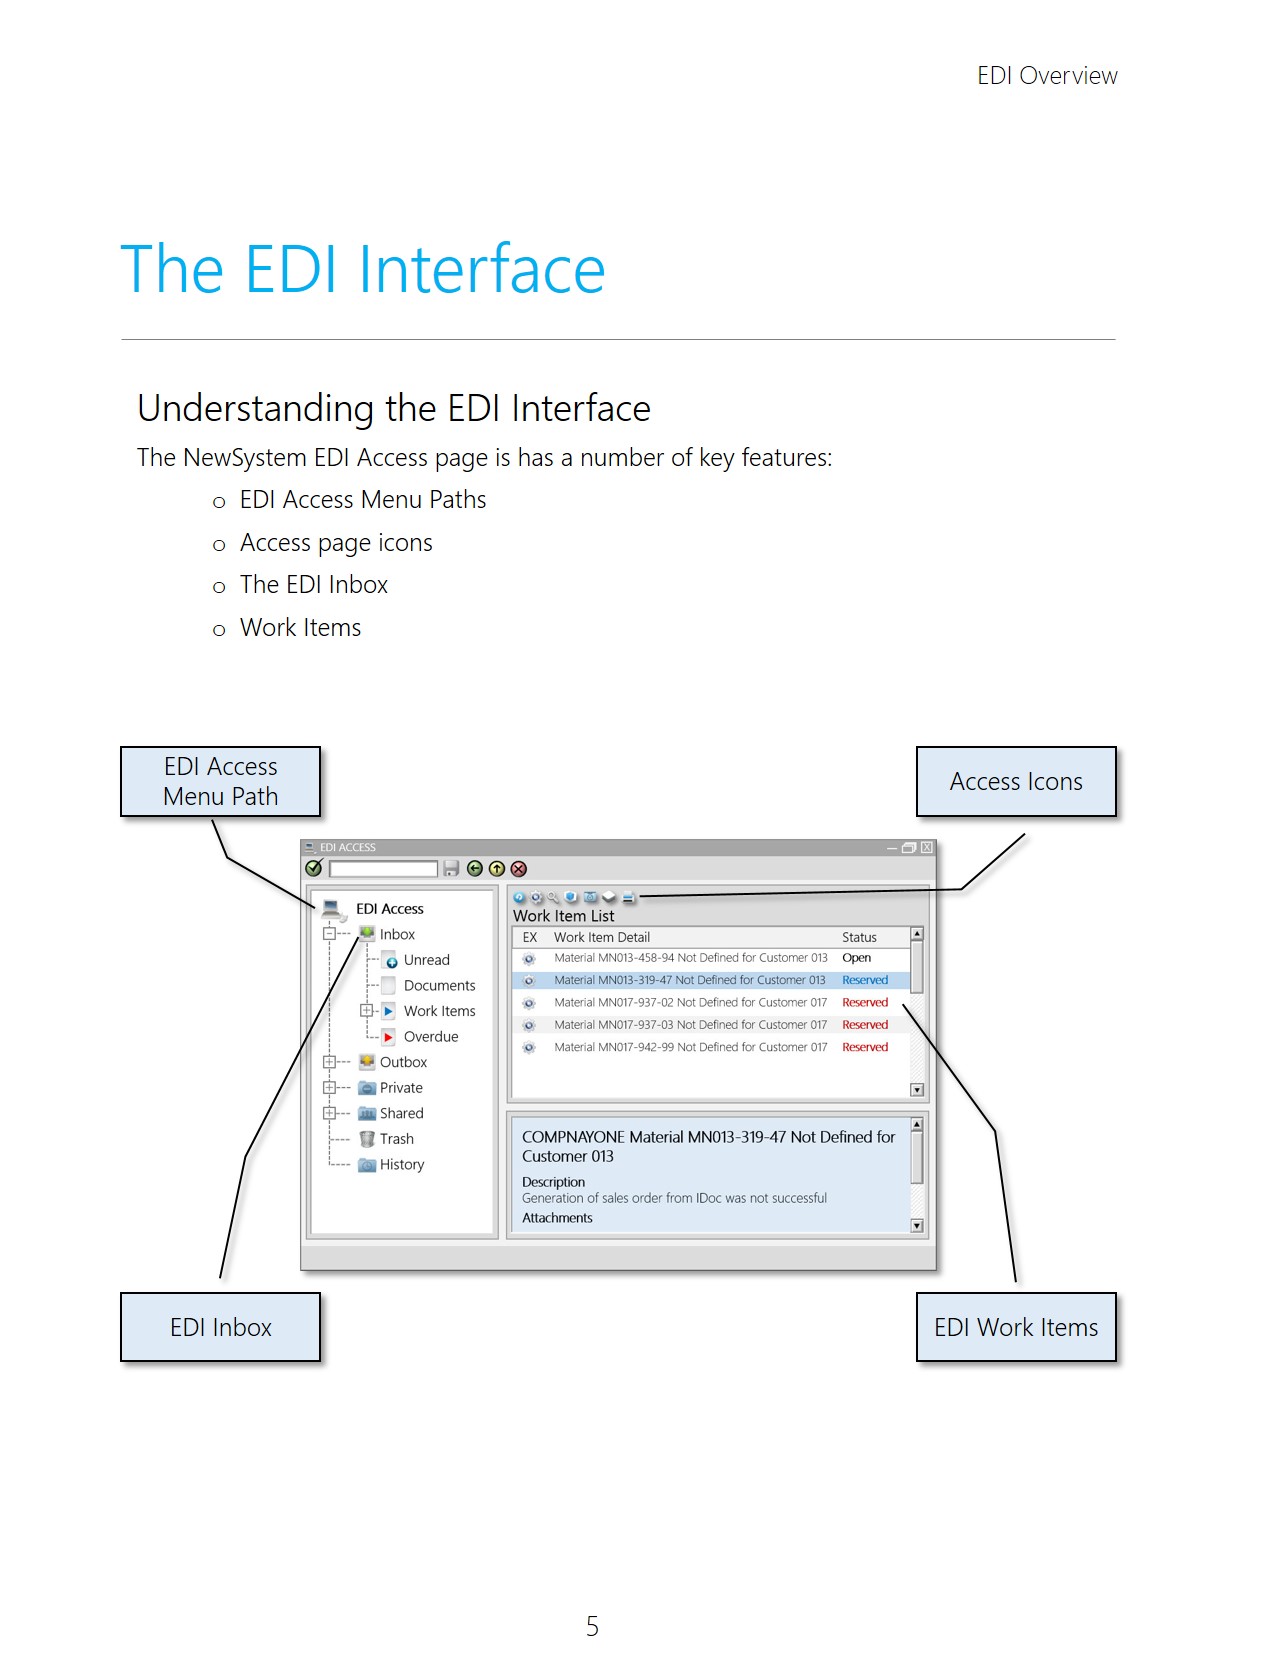 EDI Overview
The EDI Interface
Understanding the EDI Interface
The NewSystem EDI Access page is has a number of key features:
o EDI Access Menu Paths
o Access page icons
o The EDI Inbox
o Work Items
EDI Access
Menu Path
Access Icons
EDI ACCESS
EDI Access
Inbox
Unread
Documents
Work Items
Overdue
Outbox
Private
Shared
Trash
History
Work Item List
EX Work Item Detail Status
Material MN013-458-94 Not Defined for Customer 013 Open
Material MN013-319-47 Not Defined for Customer 013 Reserved
Material MN017-937-02 Not Defined for Customer 017 Reserved
Material MN017-937-03 Not Defined for Customer 017 Reserved
Material MN017-942-99 Not Defined for Customer 017 Reserved
COMPNAYONE Material MN013-319-47 Not Defined for
Customer 013
Description
Generation of sales order from IDoc was not successful
Attachments
EDI Inbox
EDI Work Items
5